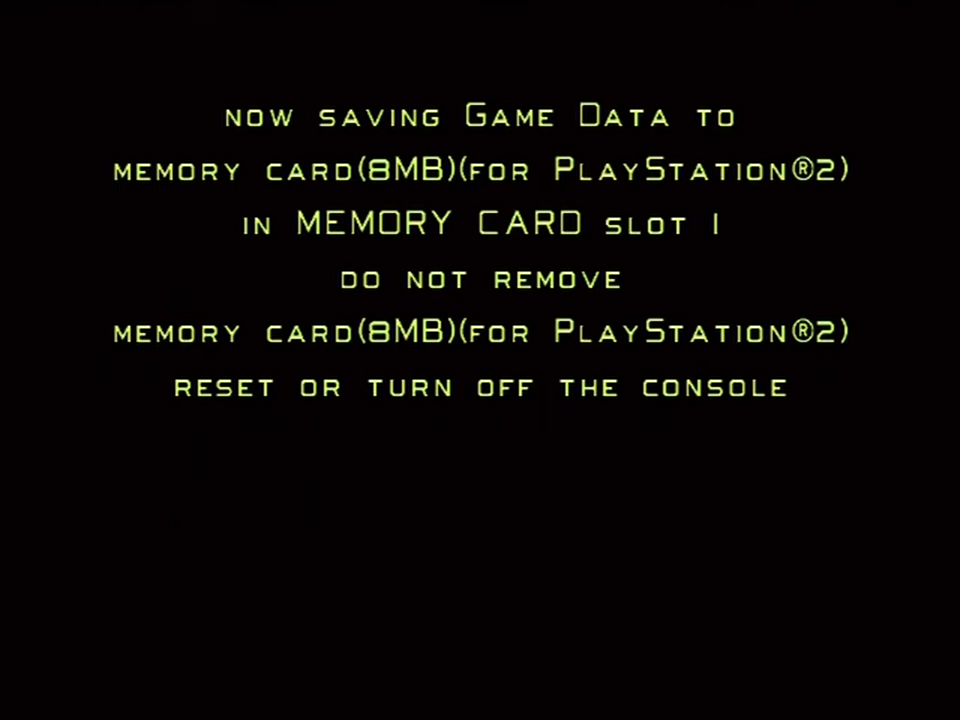 NOW SAVING GAME DATA TO
MEMORY CARD(8MB)(FOR PLAYSTATION®2)
IN MEMORY CARD SLOT 1
DO NOT REMOVE
MEMORY CARD(8MB)(FOR PLAYSTATION®2)
RESET OR TURN OFF THE CONSOLE